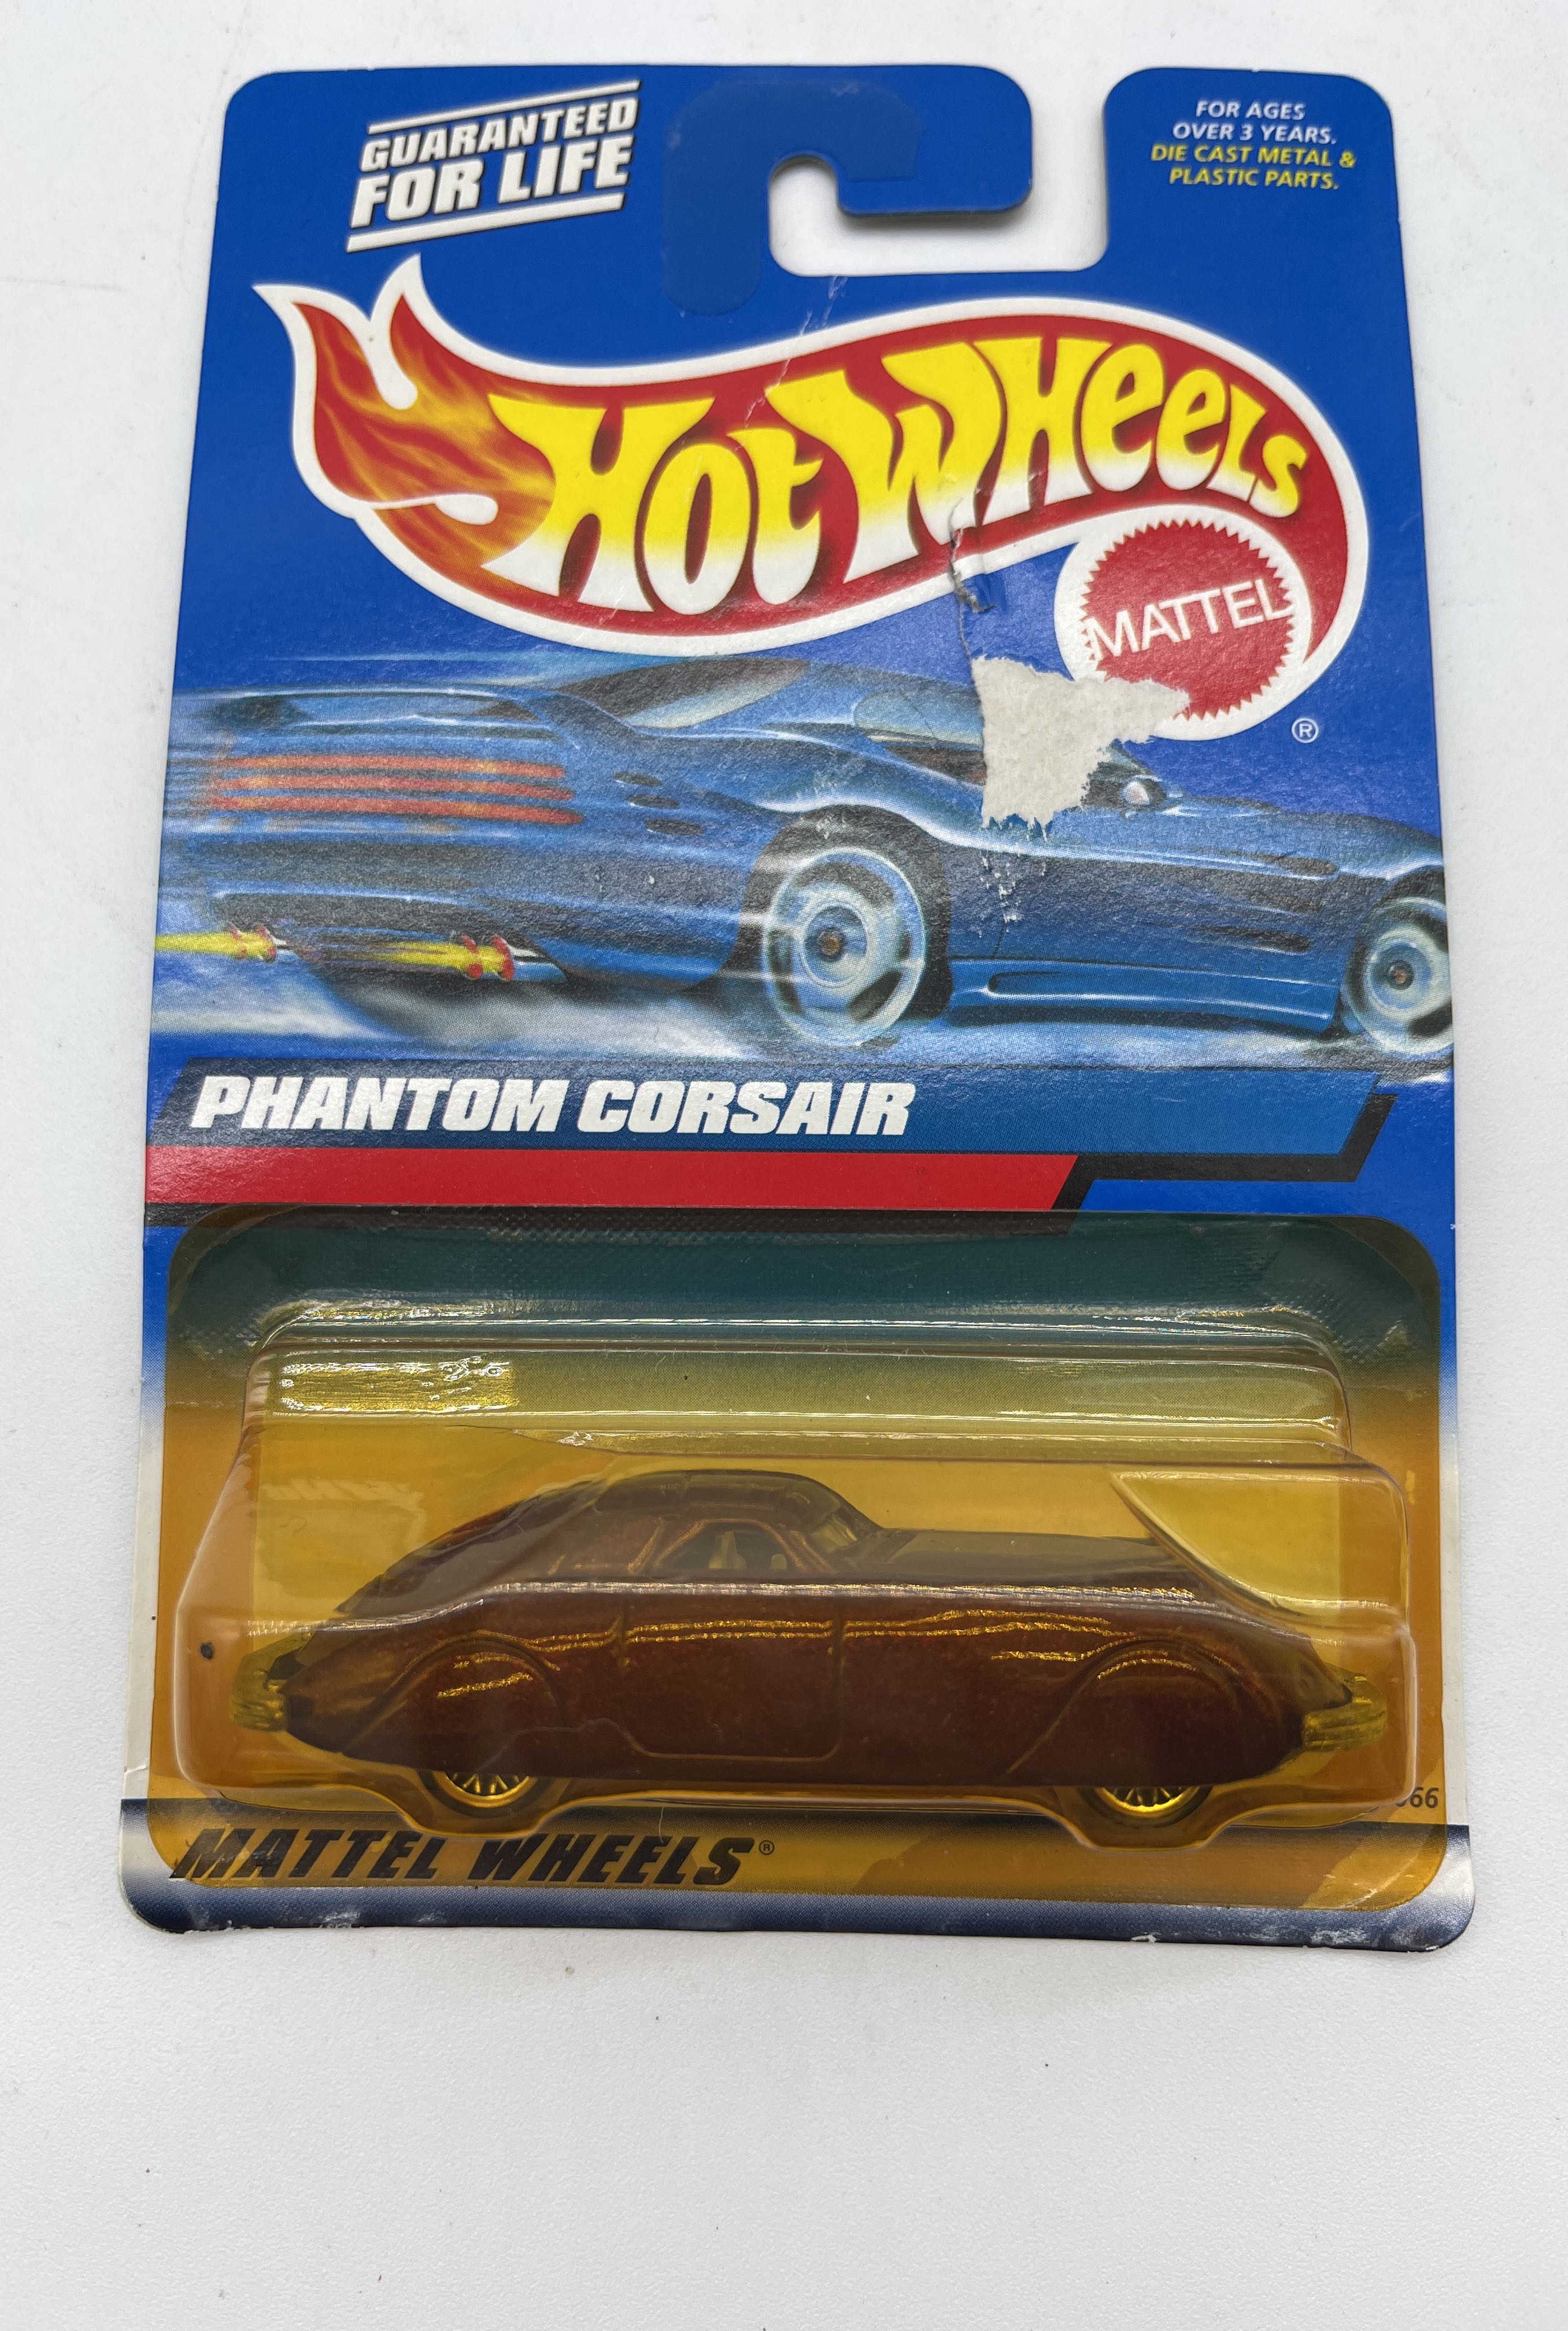 GUARANTEED
FOR LIFE
FOR AGES
OVER 3 YEARS.
DIE CAST METAL &
PLASTIC PARTS.
HOT WHEELS
MATTEL
®
PHANTOM CORSAIR
MATTEL WHEELS®